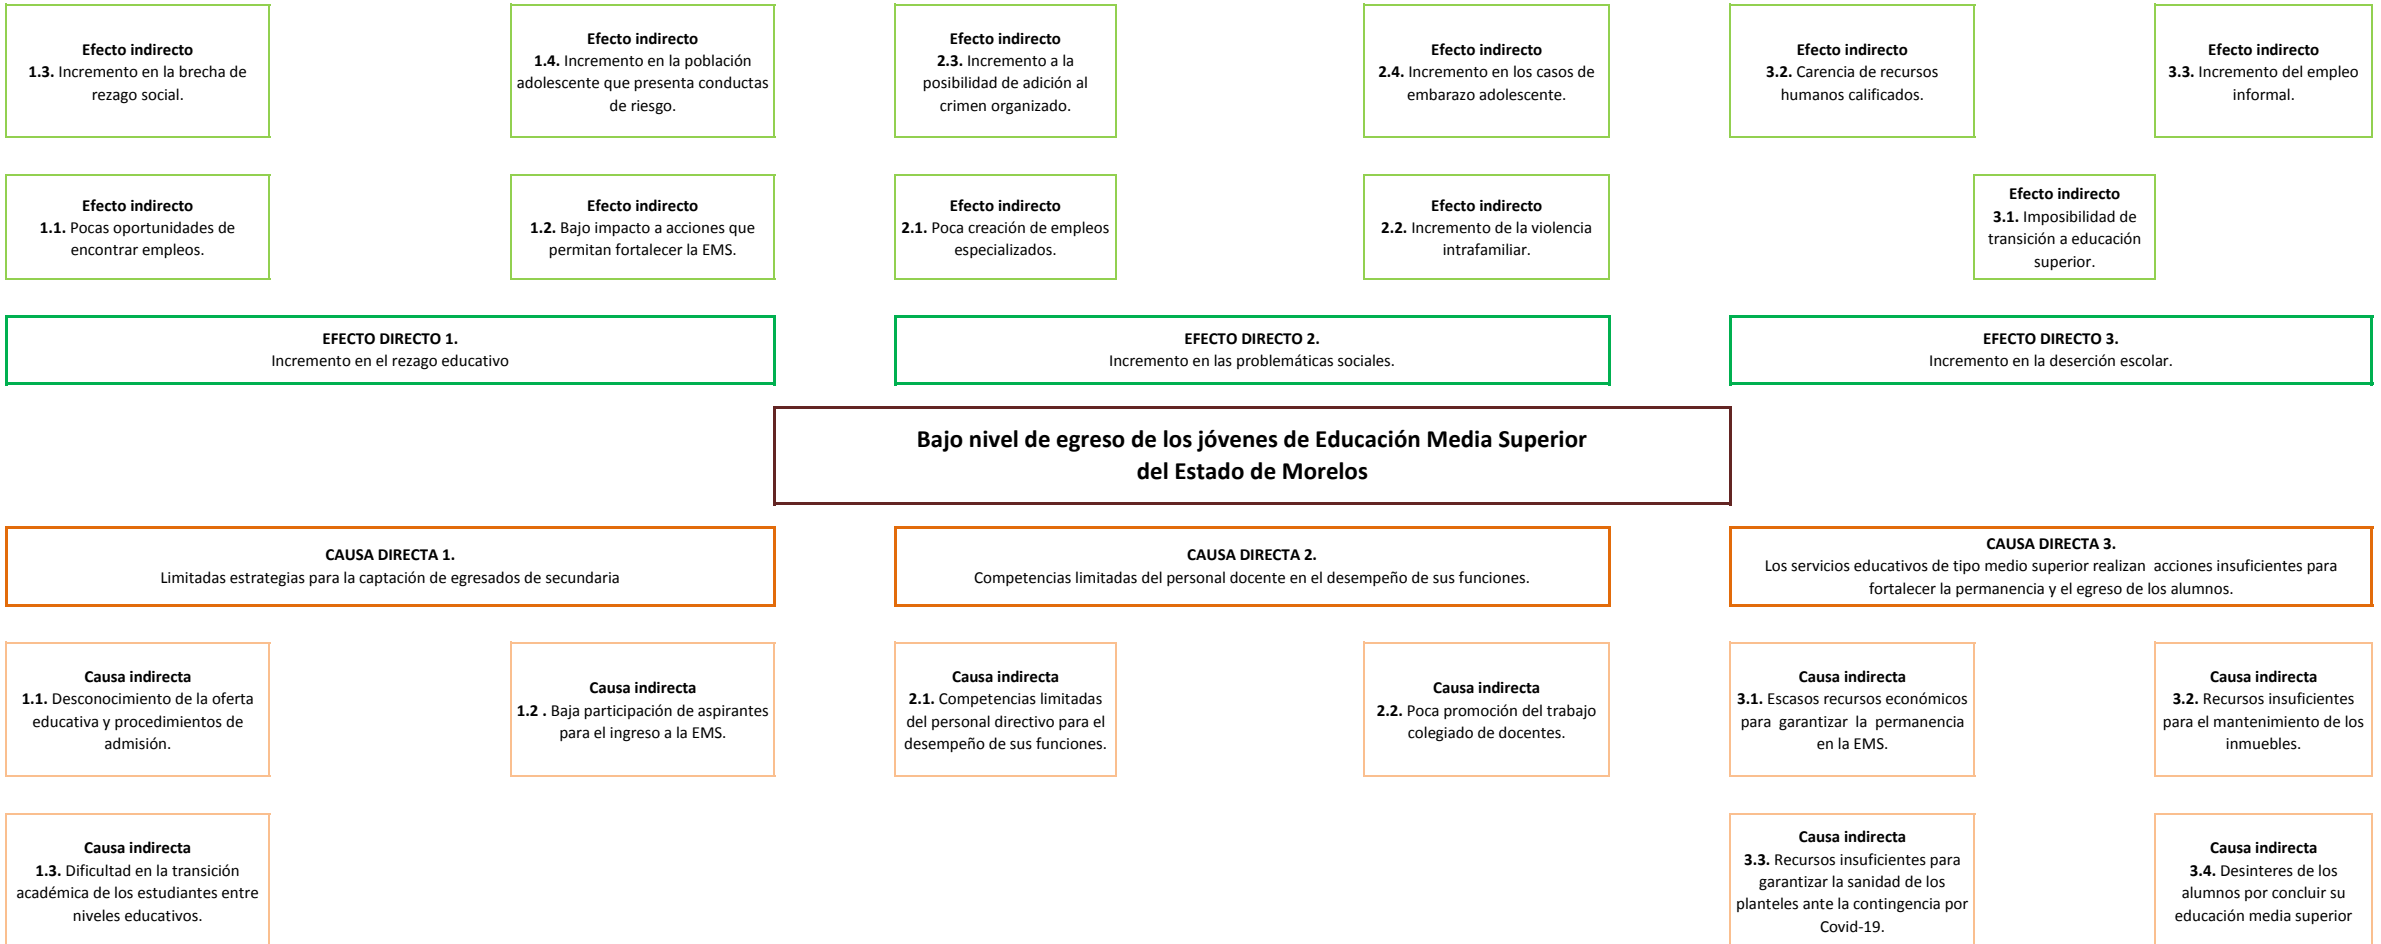 Efecto indirecto
1.3. Incremento en la brecha de
rezago social.
Efecto indirecto
1.4. Incremento en la población
adolescente que presenta conductas
de riesgo.
Efecto indirecto
2.3. Incremento a la
posibilidad de adición al
crimen organizado.
Efecto indirecto
2.4. Incremento en los casos de
embarazo adolescente.
Efecto indirecto
3.2. Carencia de recursos
humanos calificados.
Efecto indirecto
3.3. Incremento del empleo
informal.
Efecto indirecto
1.1. Pocas oportunidades de
encontrar empleos.
Efecto indirecto
1.2. Bajo impacto a acciones que
permitan fortalecer la EMS.
Efecto indirecto
2.1. Poca creación de empleos
especializados.
Efecto indirecto
2.2. Incremento de la violencia
intrafamiliar.
Efecto indirecto
3.1. Imposibilidad de
transición a educación
superior.
EFECTO DIRECTO 1.
Incremento en el rezago educativo
EFECTO DIRECTO 2.
Incremento en las problemáticas sociales.
EFECTO DIRECTO 3.
Incremento en la deserción escolar.
Bajo nivel de egreso de los jóvenes de Educación Media Superior
del Estado de Morelos
CAUSA DIRECTA 1.
Limitadas estrategias para la captación de egresados de secundaria
CAUSA DIRECTA 2.
Competencias limitadas del personal docente en el desempeño de sus funciones.
CAUSA DIRECTA 3.
Los servicios educativos de tipo medio superior realizan  acciones insuficientes para
fortalecer la permanencia y el egreso de los alumnos.
Causa indirecta
1.1. Desconocimiento de la oferta
educativa y procedimientos de
admisión.
Causa indirecta
1.2 . Baja participación de aspirantes
para el ingreso a la EMS.
Causa indirecta
2.1. Competencias limitadas
del personal directivo para el
desempeño de sus funciones.
Causa indirecta
2.2. Poca promoción del trabajo
colegiado de docentes.
Causa indirecta
3.1. Escasos recursos económicos
para garantizar la permanencia
en la EMS.
Causa indirecta
3.2. Recursos insuficientes
para el mantenimiento de los
inmuebles.
Causa indirecta
1.3. Dificultad en la transición
académica de los estudiantes entre
niveles educativos.
Causa indirecta
3.3. Recursos insuficientes para
garantizar la sanidad de los
planteles ante la contingencia por
Covid-19.
Causa indirecta
3.4. Desinteres de los
alumnos por concluir su
educación media superior